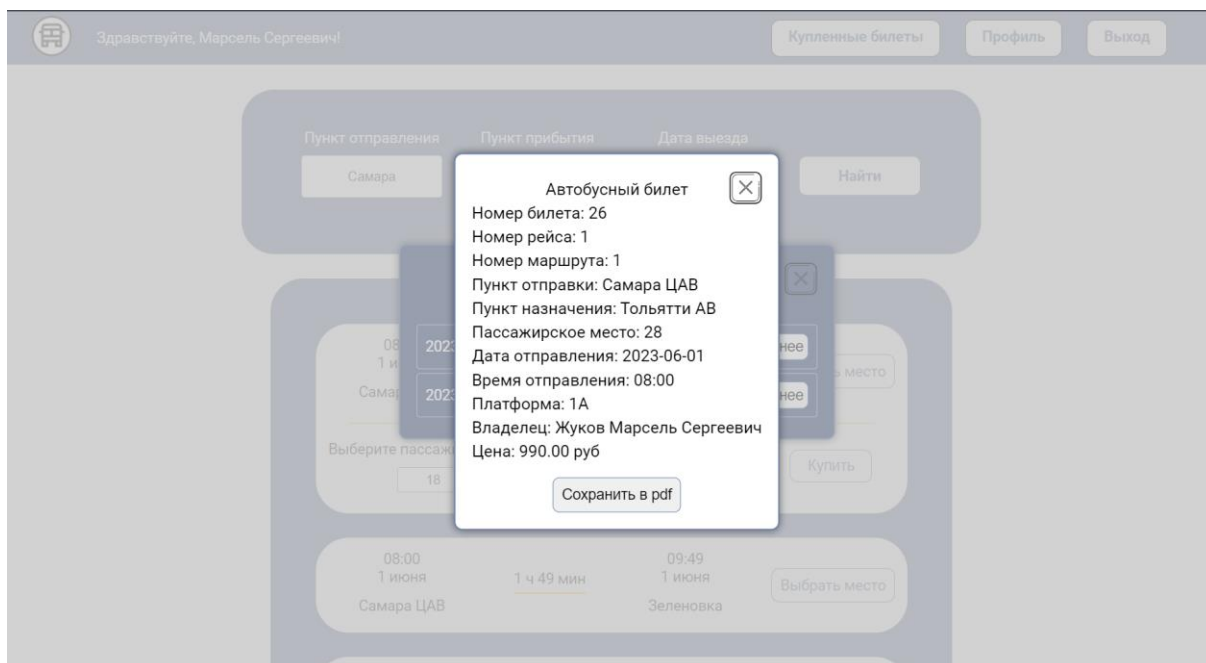 Здравствуйте, Марсель Сергеевич!
Купленные билеты
Профиль
Выход
Пункт отправления
Пункт прибытия
Дата выезда
Самара
Найти
Автобусный билет
Номер билета: 26
Номер рейса: 1
Номер маршрута: 1
Пункт отправки: Самара ЦАВ
Пункт назначения: Тольятти АВ
Пассажирское место: 28
Дата отправления: 2023-06-01
Время отправления: 08:00
Платформа: 1А
Владелец: Жуков Марсель Сергеевич
Цена: 990.00 руб
Сохранить в pdf
место
Выберите
18
Купить
08:00
1 июня
Самара ЦАВ
1 ч 49 мин
09:49
1 июня
Зеленовка
Выбрать место